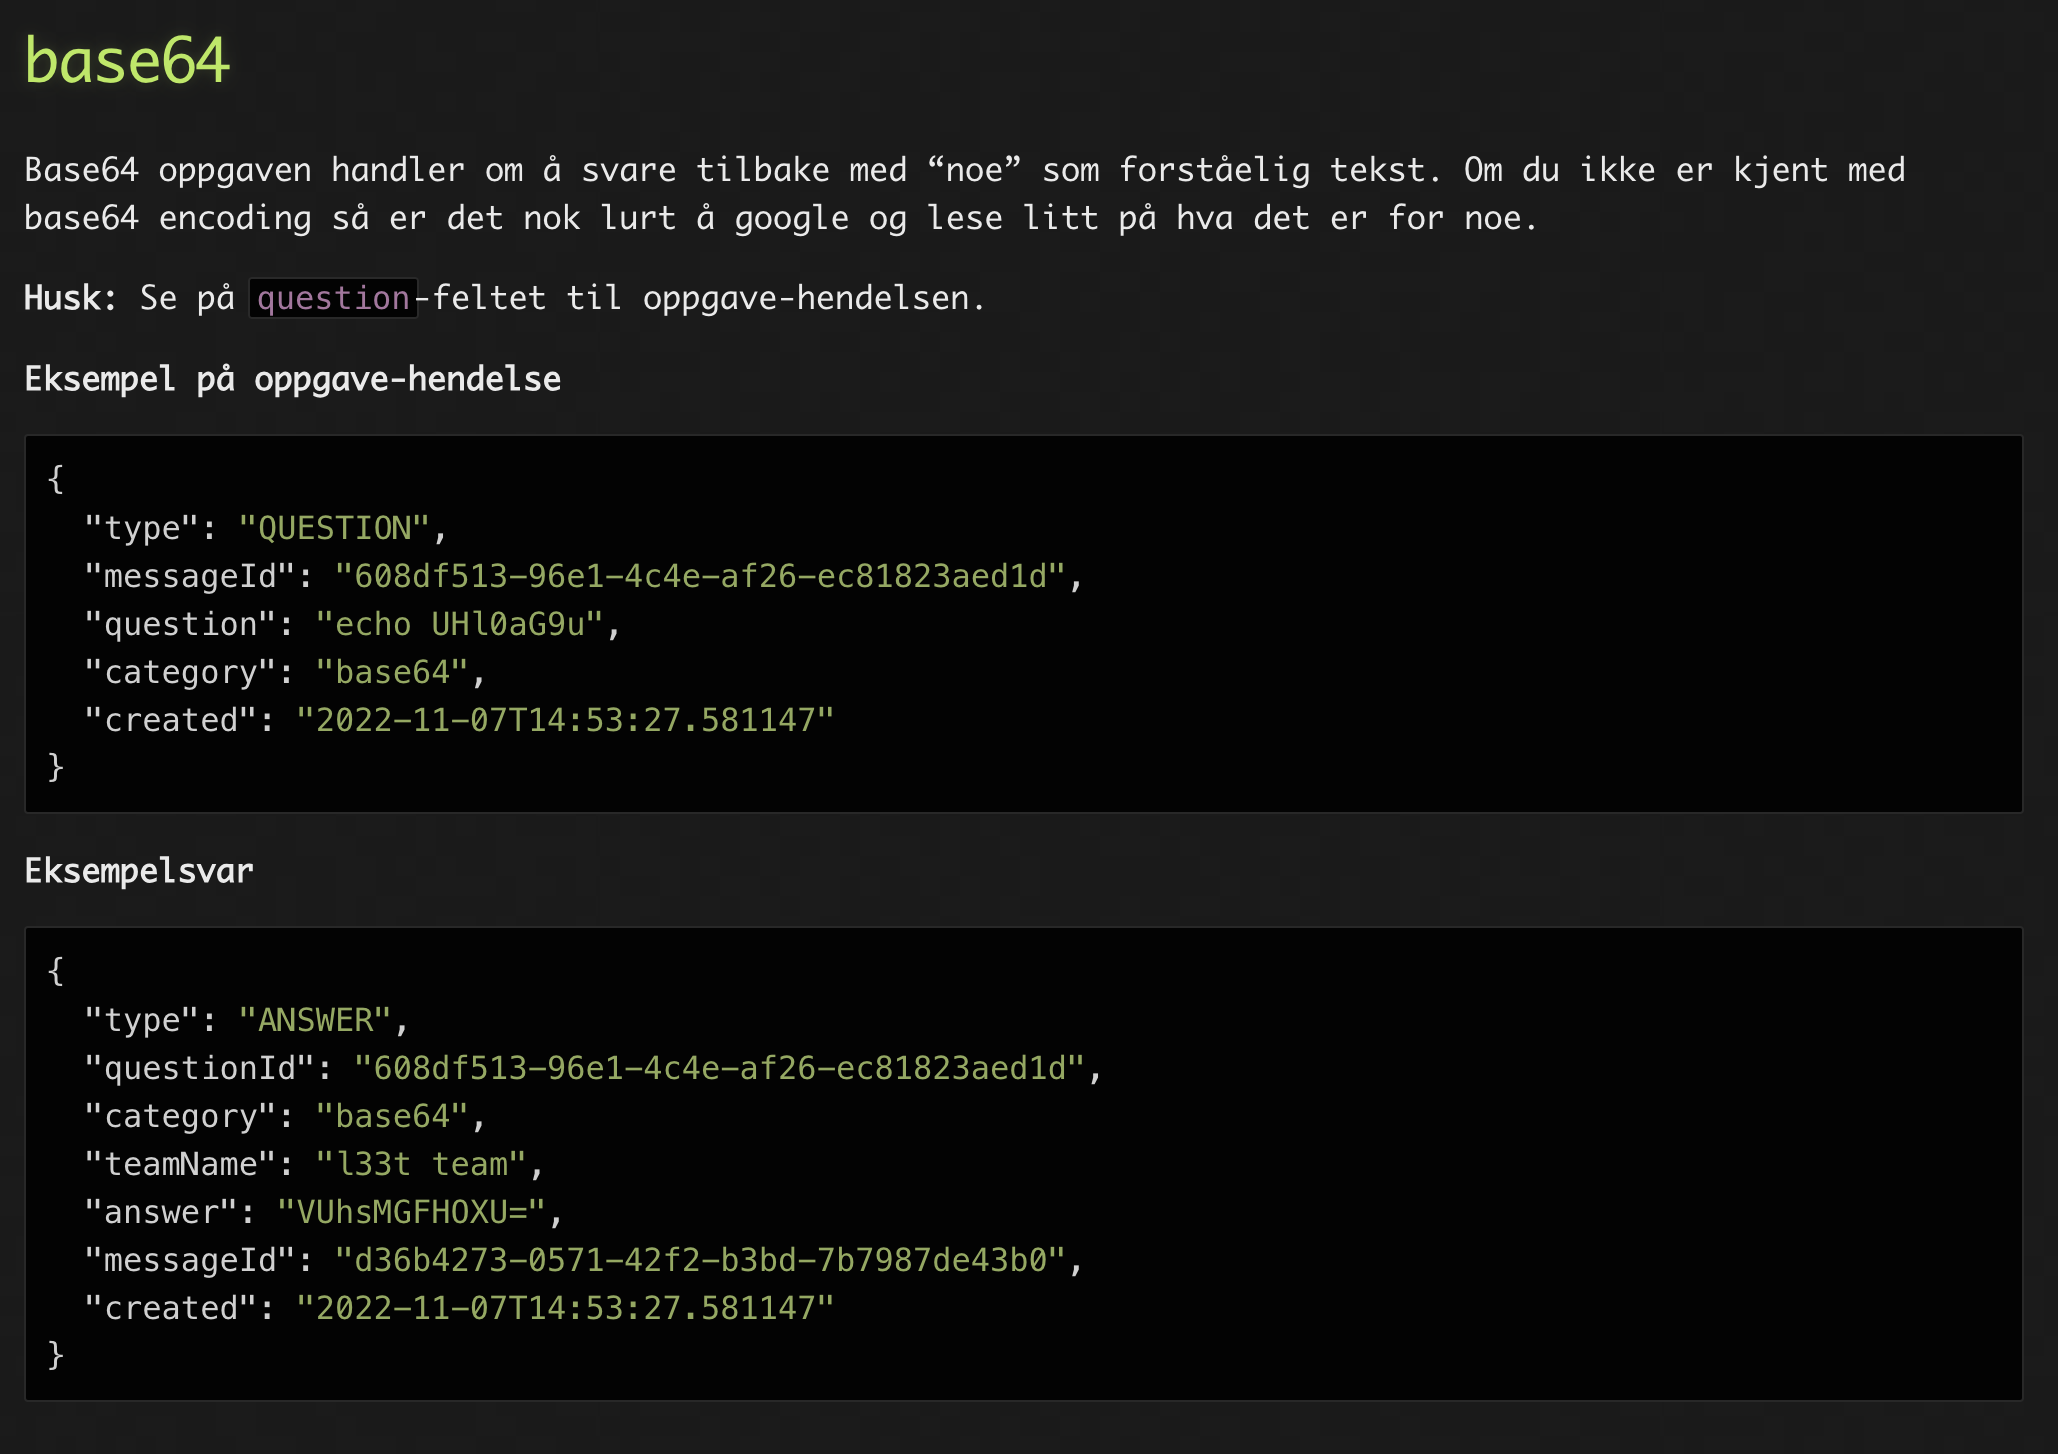 base64
Base64 oppgaven handler om å svare tilbake med “noe” som forståelig tekst. Om du ikke er kjent med
base64 encoding så er det nok lurt å google og lese litt på hva det er for noe.
Husk: Se på question-feltet til oppgave-hendelsen.
Eksempel på oppgave-hendelse
{
  "type": "QUESTION",
  "messageId": "608df513-96e1-4c4e-af26-ec81823aed1d",
  "question": "echo UHl0aG9u",
  "category": "base64",
  "created": "2022-11-07T14:53:27.581147"
}
Eksempelsvar
{
  "type": "ANSWER",
  "questionId": "608df513-96e1-4c4e-af26-ec81823aed1d",
  "category": "base64",
  "teamName": "l33t team",
  "answer": "VUhsMGFHOXU=",
  "messageId": "d36b4273-0571-42f2-b3bd-7b7987de43b0",
  "created": "2022-11-07T14:53:27.581147"
}